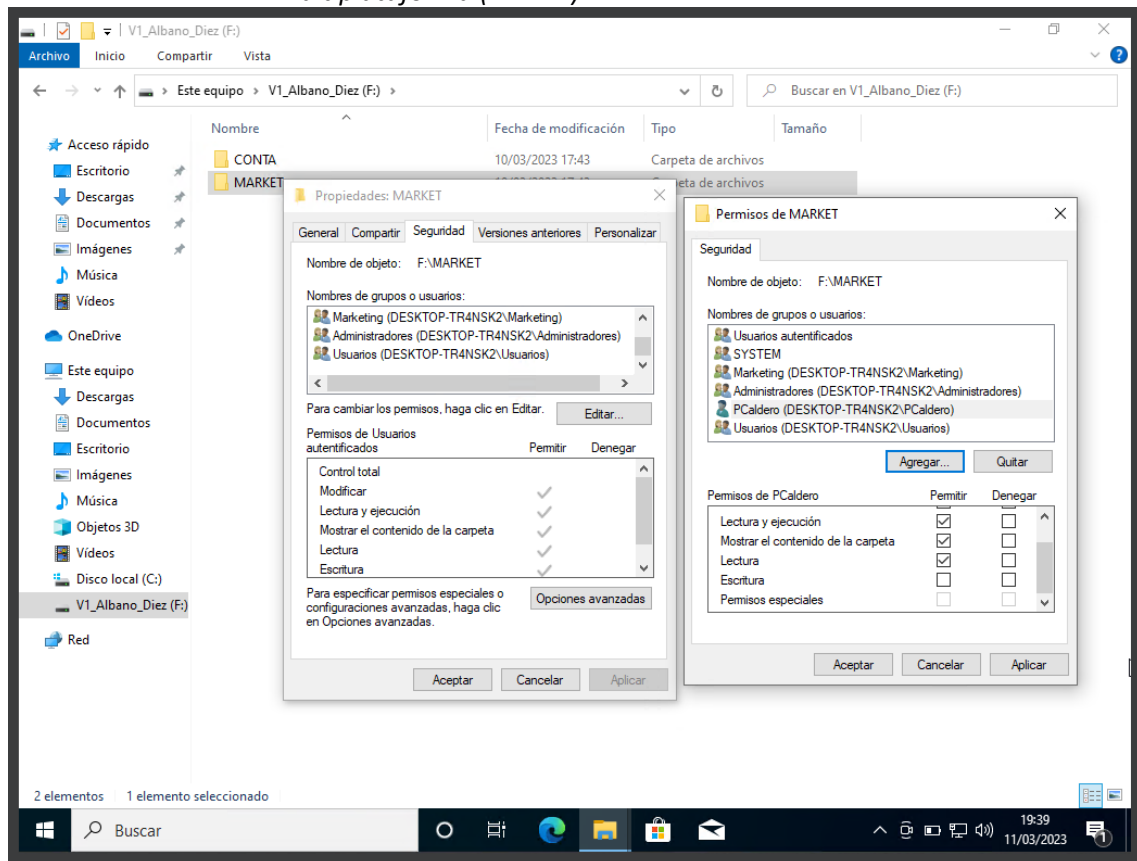 V1_Albano_Diez (F:)
Archivo Inicio Compartir Vista
Este equipo > V1_Albano_Diez (F:) >
Buscar en V1_Albano_Diez (F:)
Nombre Fecha de modificación Tipo Tamaño
CONTA 10/03/2023 17:43 Carpeta de archivos
MARKET
Acceso rápido
Escritorio
Descargas
Documentos
Imágenes
Música
Vídeos
OneDrive
Este equipo
Descargas
Documentos
Escritorio
Imágenes
Música
Objetos 3D
Vídeos
Disco local (C:)
V1_Albano_Diez (F:)
Red
Propiedades: MARKET
General Compartir Seguridad Versiones anteriores Personalizar
Nombre de objeto: F:\MARKET
Nombres de grupos o usuarios:
Marketing (DESKTOP-TR4NSK2\Marketing)
Administradores (DESKTOP-TR4NSK2\Administradores)
Usuarios (DESKTOP-TR4NSK2\Usuarios)
Para cambiar los permisos, haga clic en Editar. Editar...
Permisos de Usuarios
autentificados Permitir Denegar
Control total
Modificar
Lectura y ejecución
Mostrar el contenido de la carpeta
Lectura
Escritura
Para especificar permisos especiales o
configuraciones avanzadas, haga clic
en Opciones avanzadas.
Opciones avanzadas
Aceptar Cancelar Aplicar
Permisos de MARKET
Seguridad
Nombre de objeto: F:\MARKET
Nombres de grupos o usuarios:
Usuarios autentificados
SYSTEM
Marketing (DESKTOP-TR4NSK2\Marketing)
Administradores (DESKTOP-TR4NSK2\Administradores)
PCaldero (DESKTOP-TR4NSK2\PCaldero)
Usuarios (DESKTOP-TR4NSK2\Usuarios)
Agregar... Quitar
Permisos de PCaldero Permitir Denegar
Lectura y ejecución
Mostrar el contenido de la carpeta
Lectura
Escritura
Permisos especiales
Aceptar Cancelar Aplicar
2 elementos 1 elemento seleccionado
Buscar
19:39
11/03/2023
1